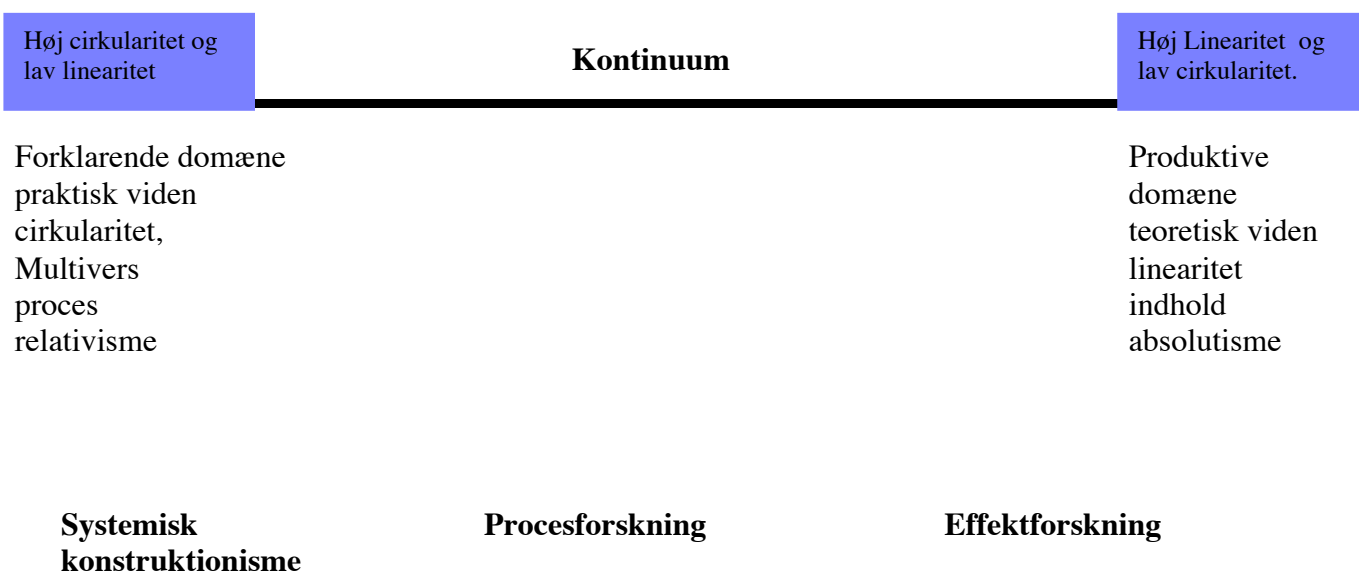 Høj cirkularitet og
lav linearitet
Kontinuum
Høj Linearitet og
lav cirkularitet.
Forklarende domæne
praktisk viden
cirkularitet,
Multivers
proces
relativisme
Produktive
domæne
teoretisk viden
linearitet
indhold
absolutisme
Systemisk
konstruktionisme
Procesforskning
Effektforskning